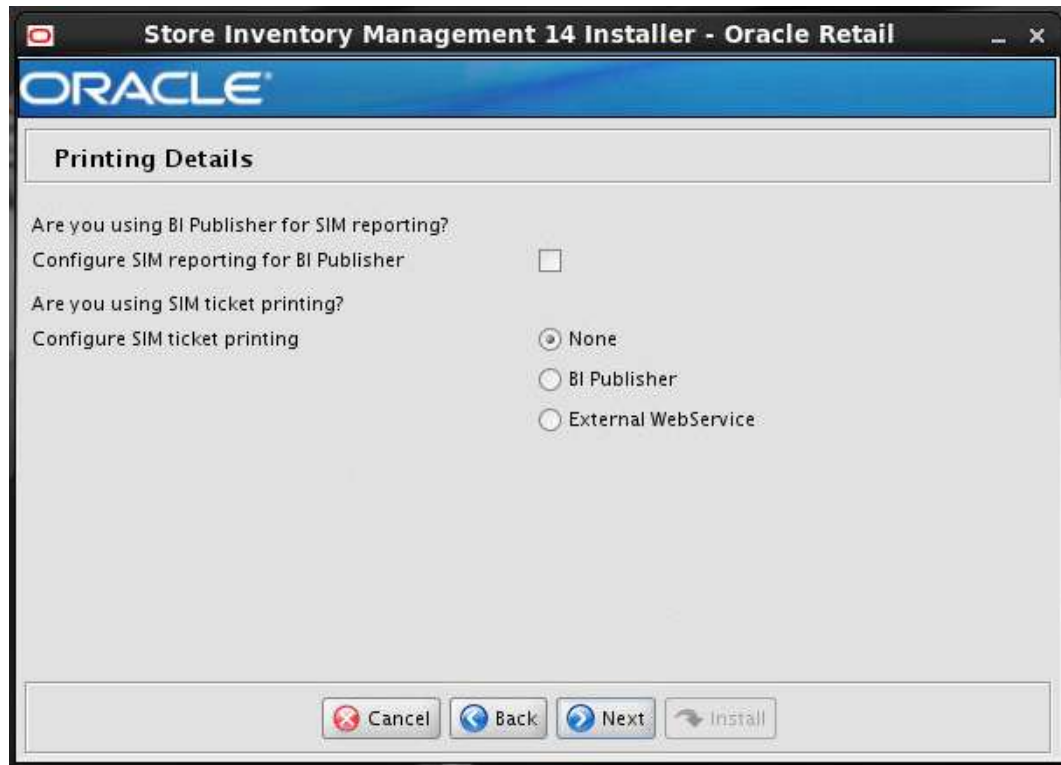 Store Inventory Management 14 Installer - Oracle Retail
ORACLE
Printing Details
Are you using BI Publisher for SIM reporting?
Configure SIM reporting for BI Publisher
Are you using SIM ticket printing?
Configure SIM ticket printing
None
BI Publisher
External WebService
Cancel
Back
Next
Install